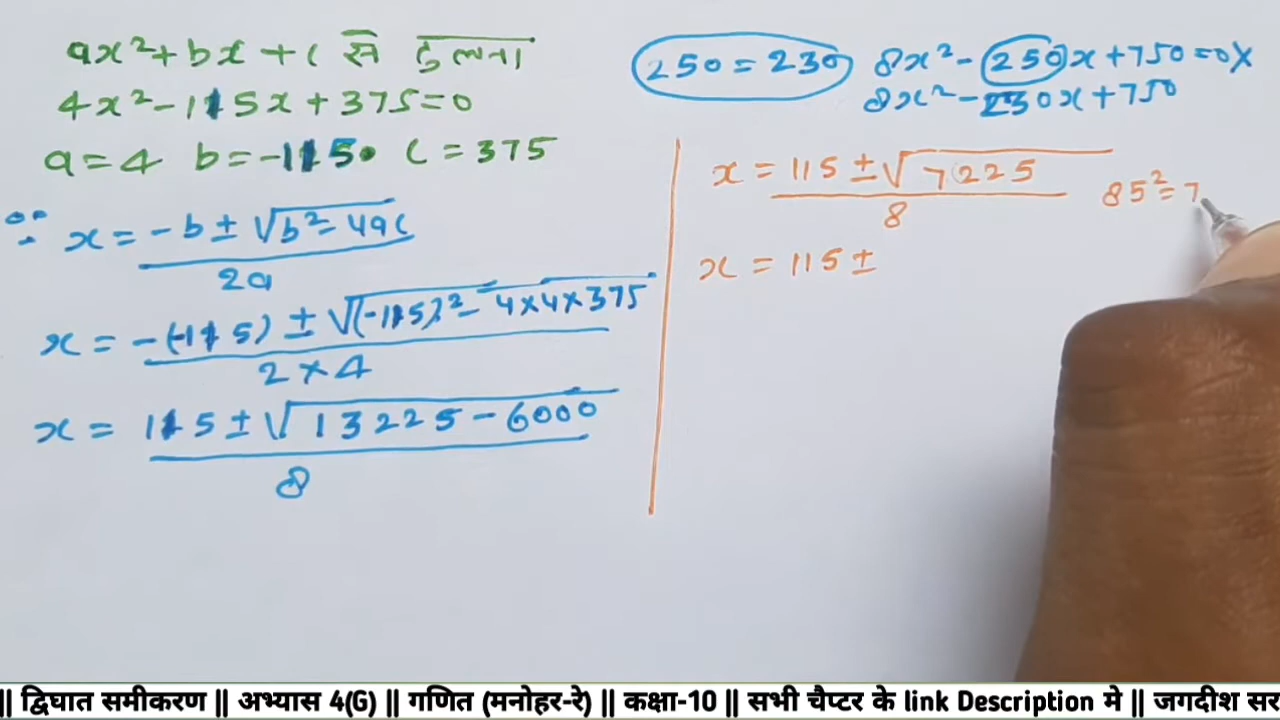 ax²+bx+c से तुलना
4x²-115x+375=0
a=4 b=-115 c=375
∵ x = -b ± √b²-4ac
2a
x = -(-115) ± √(-115)²-4×4×375
2×4
x = 115 ± √13225-6000
8
250=230 8x²-250x+750=0X
8x²-230x+750
x = 115 ± √7225
8
85²=7
x = 115 ±
|| द्विघात समीकरण || अभ्यास 4(G) || गणित (मनोहर-रे) || कक्षा-10 || सभी चैप्टर के link Description मे || जगदीश सर